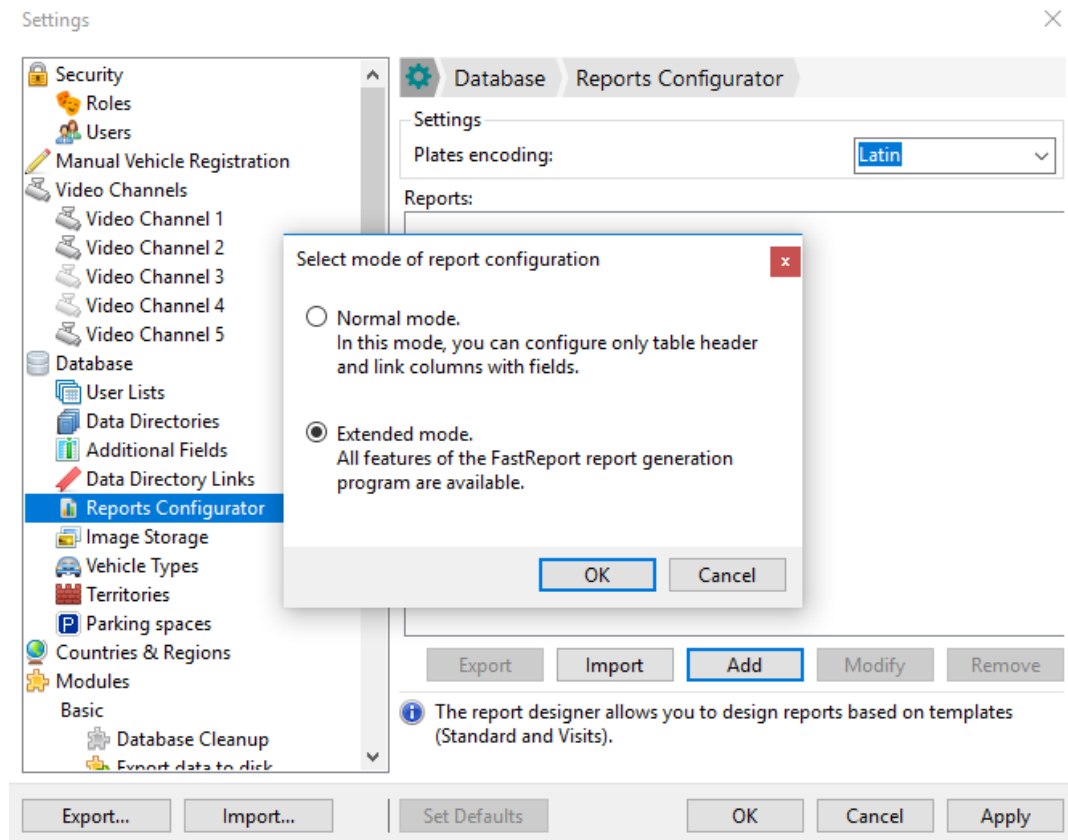 Settings
Security
Roles
Users
Manual Vehicle Registration
Video Channels
Video Channel 1
Video Channel 2
Video Channel 3
Video Channel 4
Video Channel 5
Database
User Lists
Data Directories
Additional Fields
Data Directory Links
Reports Configurator
Image Storage
Vehicle Types
Territories
P Parking spaces
Countries & Regions
Modules
Basic
Database Cleanup
Export data to disk
Database Reports Configurator
Settings
Plates encoding: Latin
Reports:
Select mode of report configuration x
Normal mode.
In this mode, you can configure only table header
and link columns with fields.
Extended mode.
All features of the FastReport report generation
program are available.
OK Cancel
Export Import Add Modify Remove
The report designer allows you to design reports based on templates
(Standard and Visits).
Export... Import... Set Defaults OK Cancel Apply